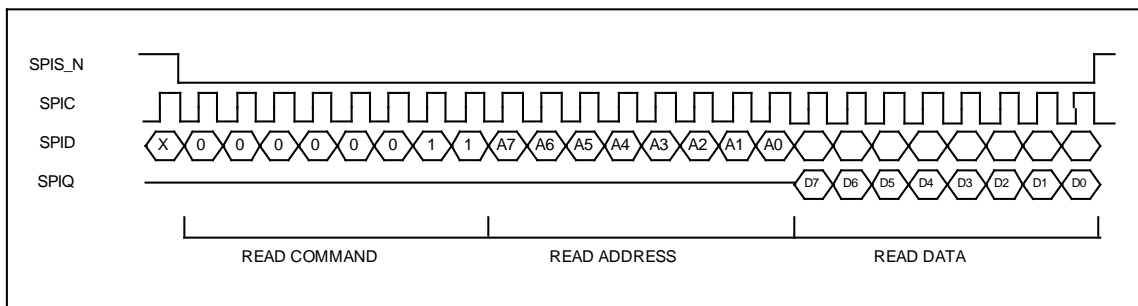 SPIS_N
SPIC
SPID X 0 0 0 0 0 0 1 1 A7 A6 A5 A4 A3 A2 A1 A0
SPIQ D7 D6 D5 D4 D3 D2 D1 D0
READ COMMAND READ ADDRESS READ DATA